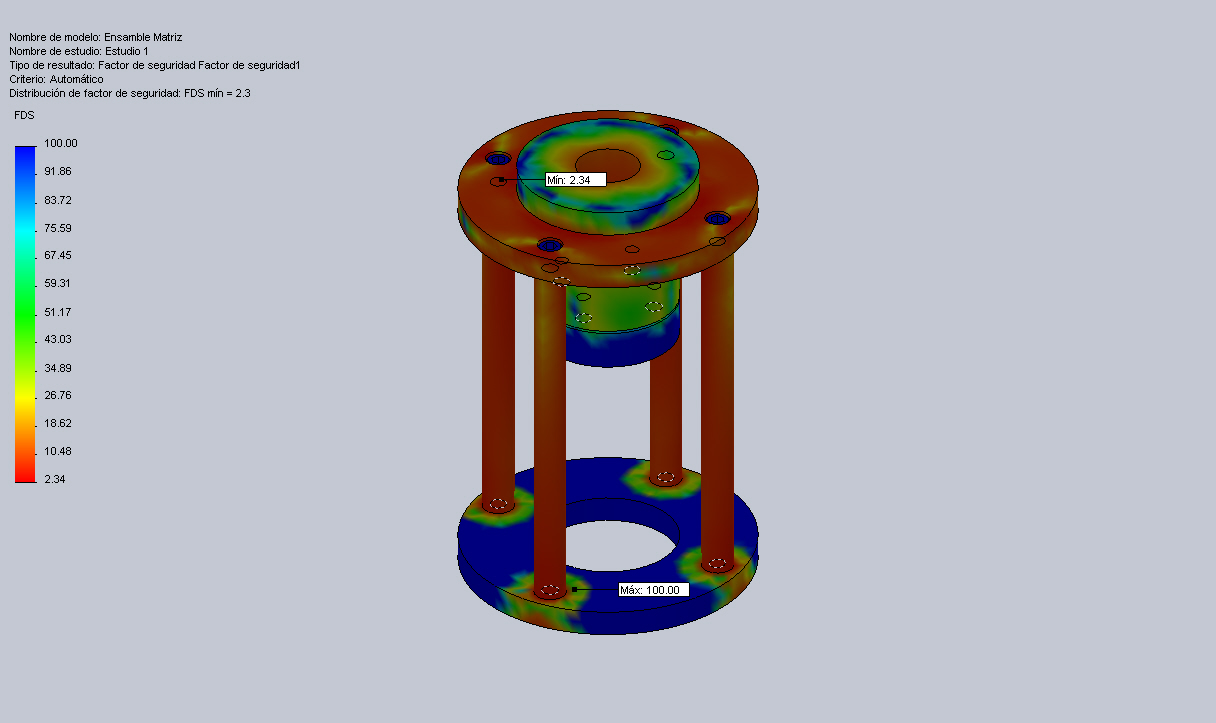 Nombre de modelo: Ensamble Matriz
Nombre de estudio: Estudio 1
Tipo de resultado: Factor de seguridad Factor de seguridad1
Criterio: Automático
Distribución de factor de seguridad: FDS mín = 2.3
FDS
100.00
91.86
83.72
75.59
67.45
59.31
51.17
43.03
34.89
26.76
18.62
10.48
2.34
Mín: 2.34
Máx: 100.00